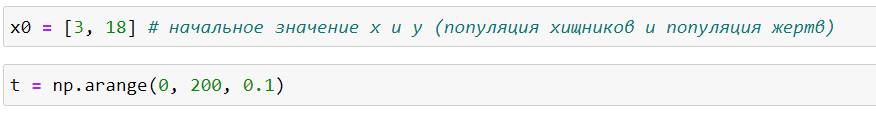 x0 = [3, 18] # начальное значение x и y (популяция хищников и популяция жертв)
t = np.arange(0, 200, 0.1)